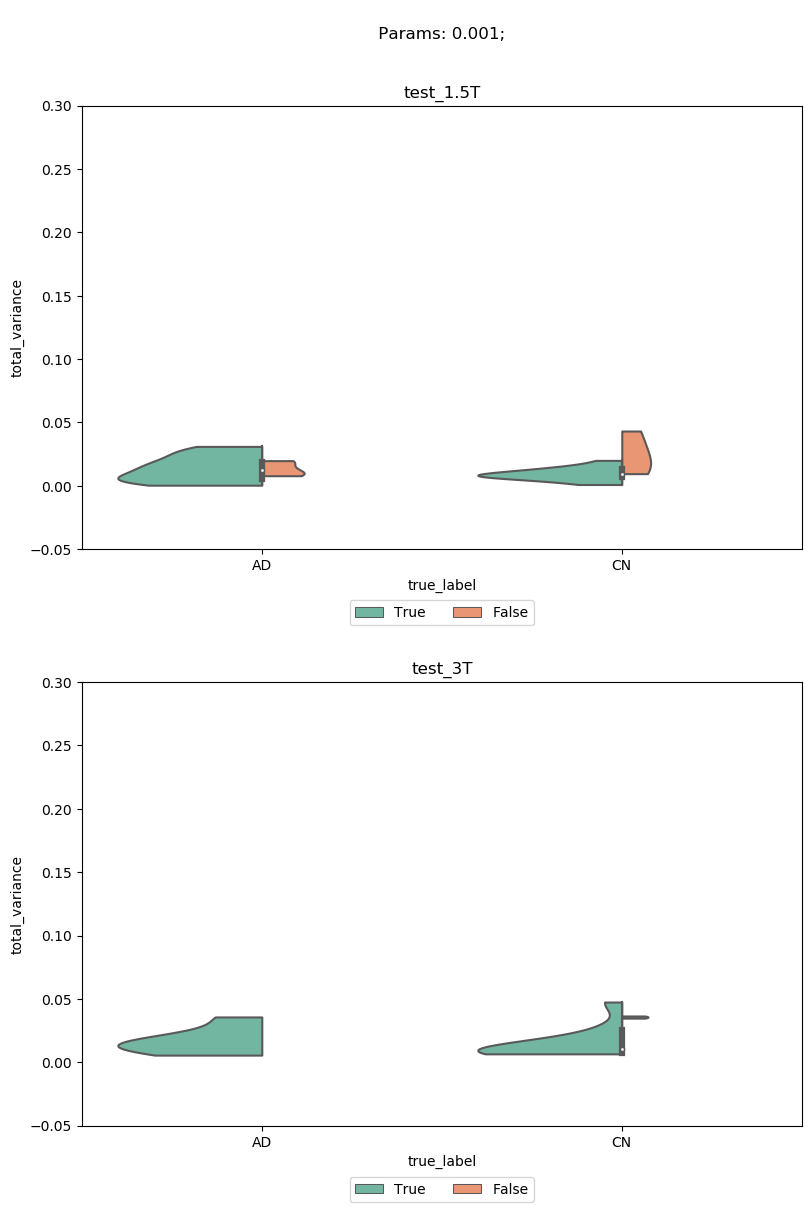 Params: 0.001;
test_1.5T
0.30
0.25
0.20
0.15
0.10
0.05
0.00
−0.05
total_variance
AD CN
true_label
True False
test_3T
0.30
0.25
0.20
0.15
0.10
0.05
0.00
−0.05
total_variance
AD CN
true_label
True False